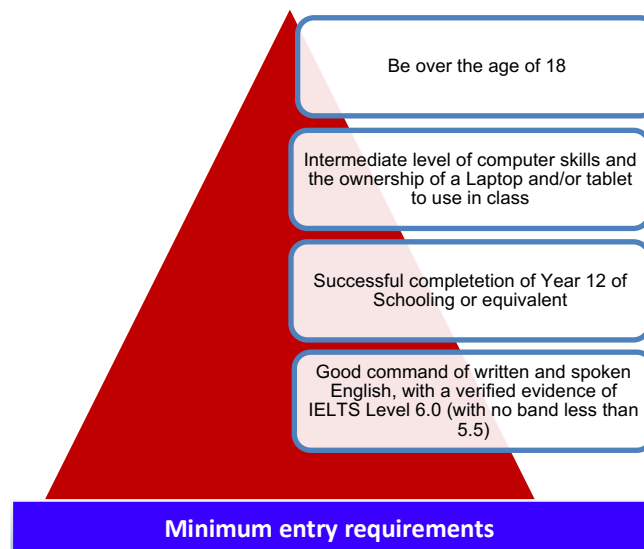 Be over the age of 18
Intermediate level of computer skills and
the ownership of a Laptop and/or tablet
to use in class
Successful completetion of Year 12 of
Schooling or equivalent
Good command of written and spoken
English, with a verified evidence of
IELTS Level 6.0 (with no band less than
5.5)
Minimum entry requirements